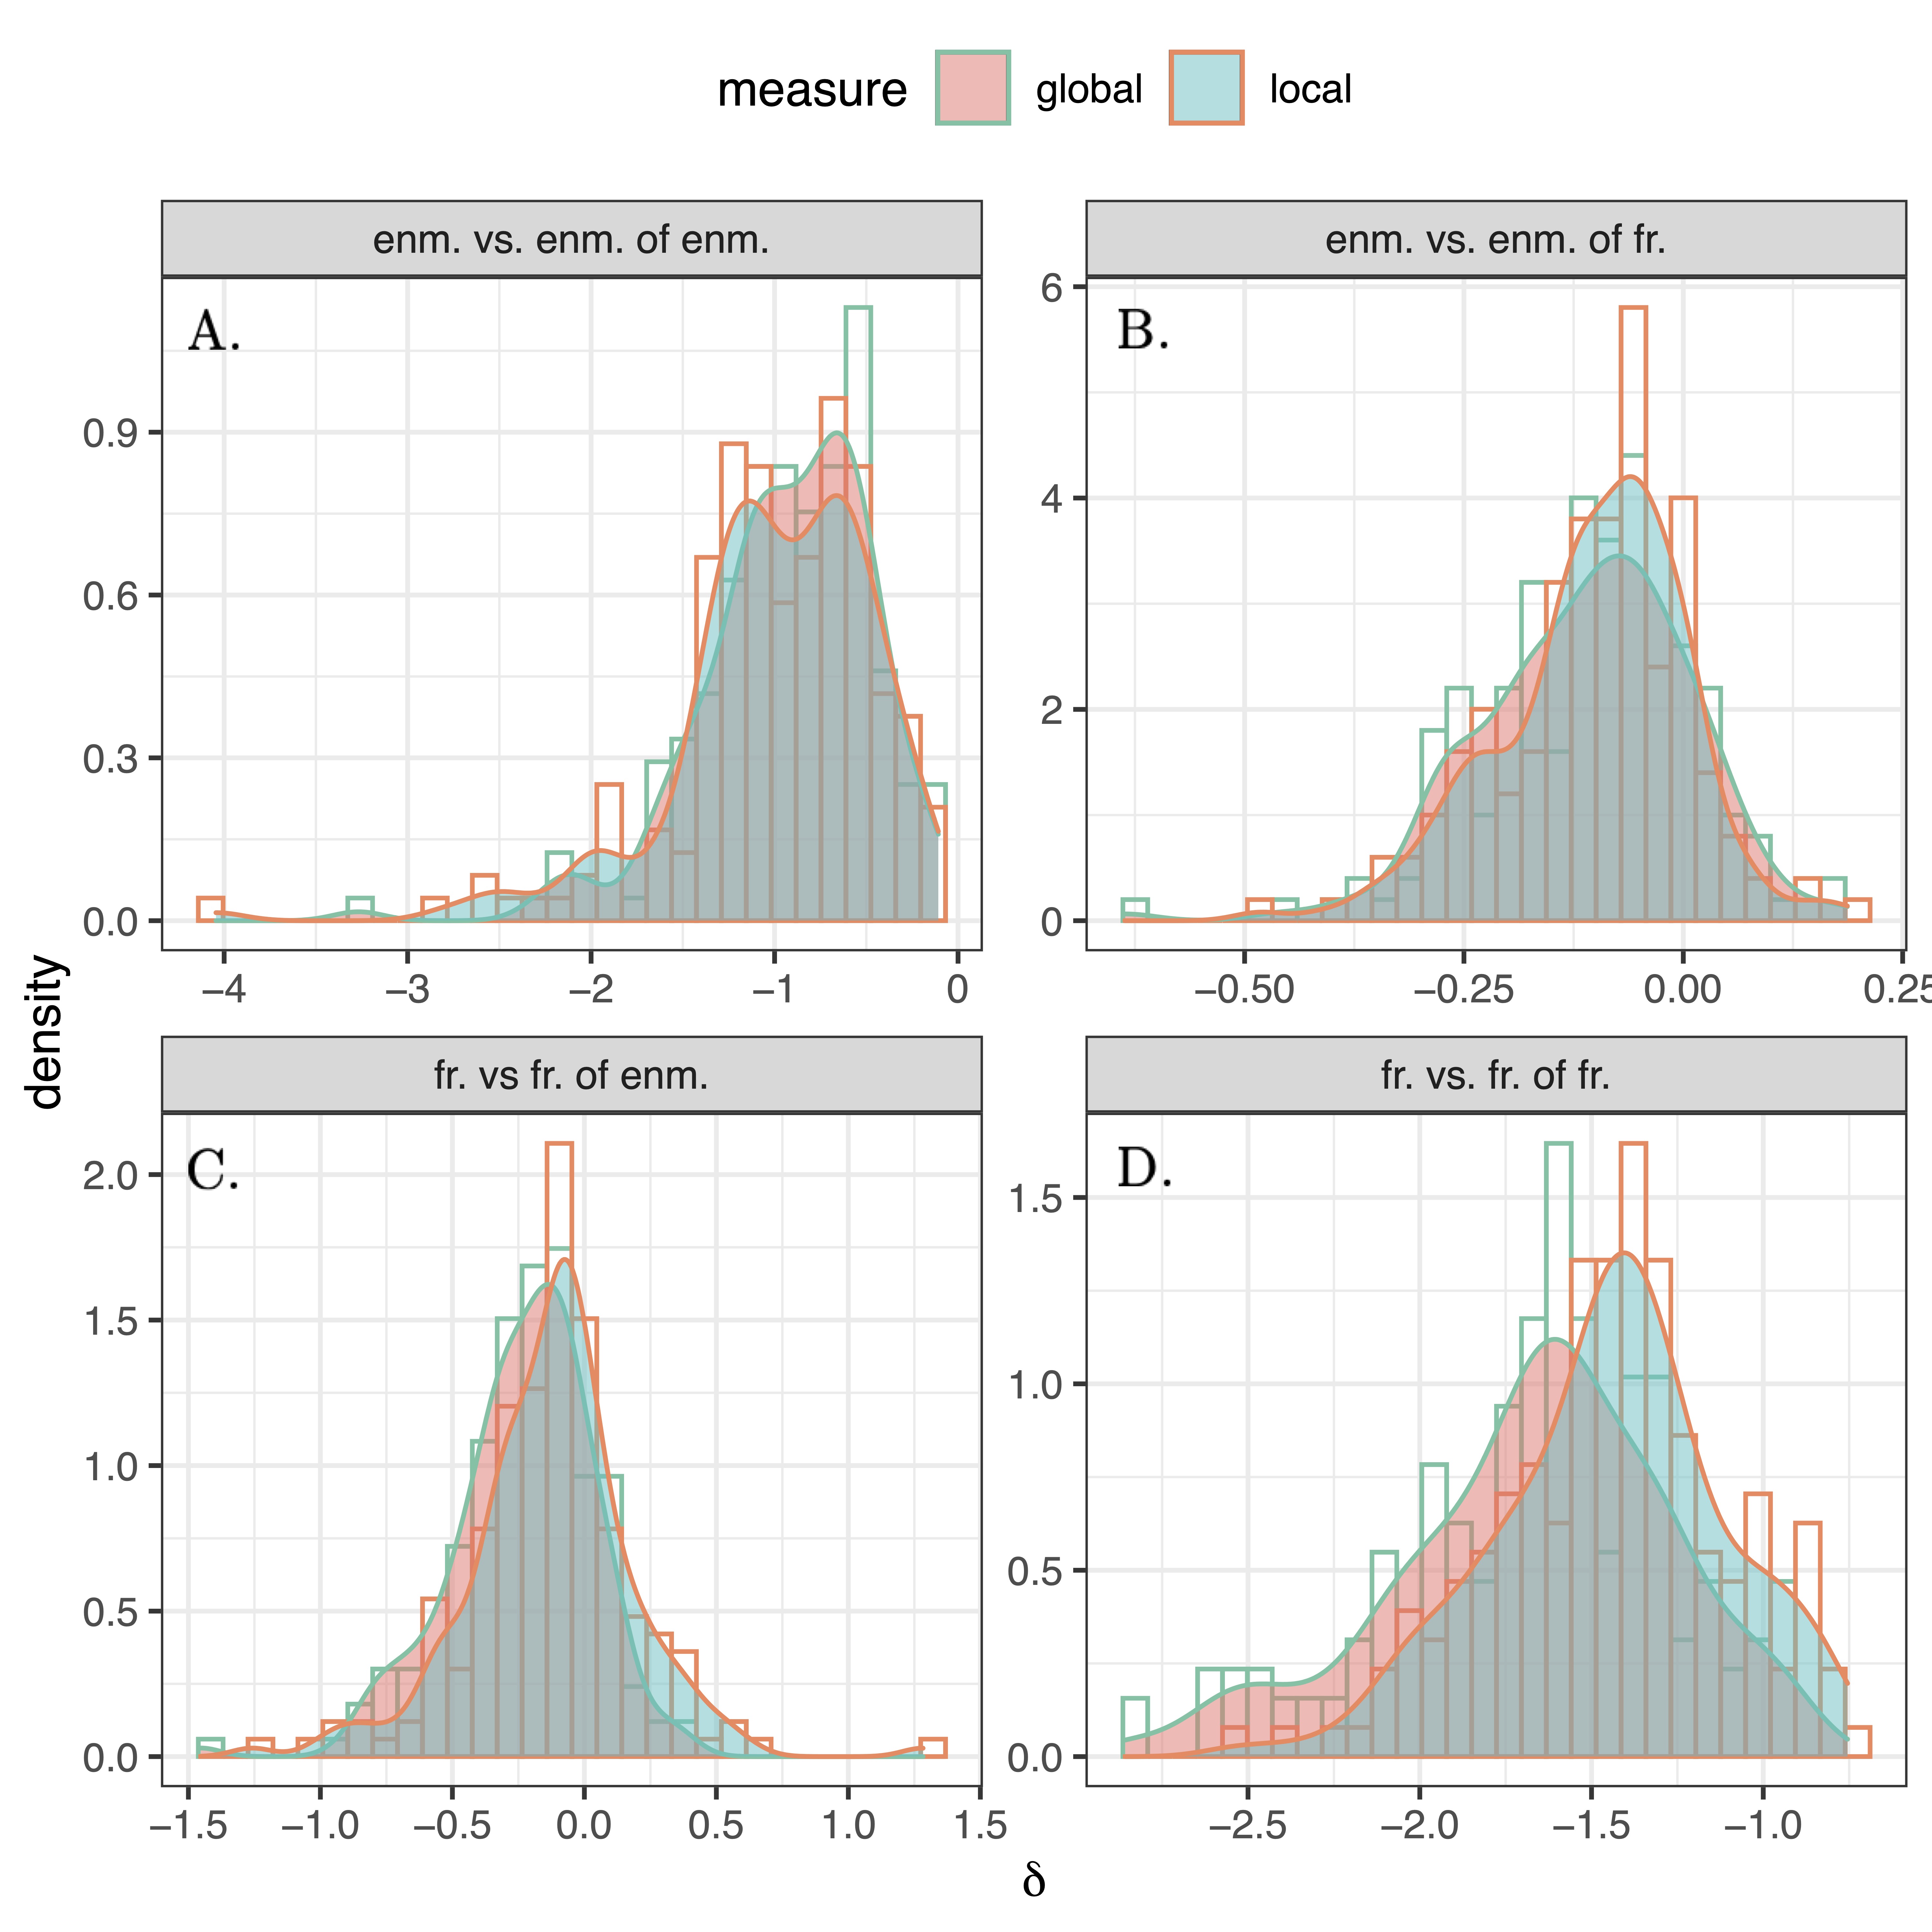 measure global local
enm. vs. enm. of enm.
enm. vs. enm. of fr.
A.
B.
0.9
0.6
0.3
0.0
6
4
2
0
−4 −3 −2 −1 0
−0.50 −0.25 0.00 0.25
density
fr. vs fr. of enm.
fr. vs. fr. of fr.
C.
D.
2.0
1.5
1.0
0.5
0.0
1.5
1.0
0.5
0.0
−1.5 −1.0 −0.5 0.0 0.5 1.0 1.5
−2.5 −2.0 −1.5 −1.0
δ